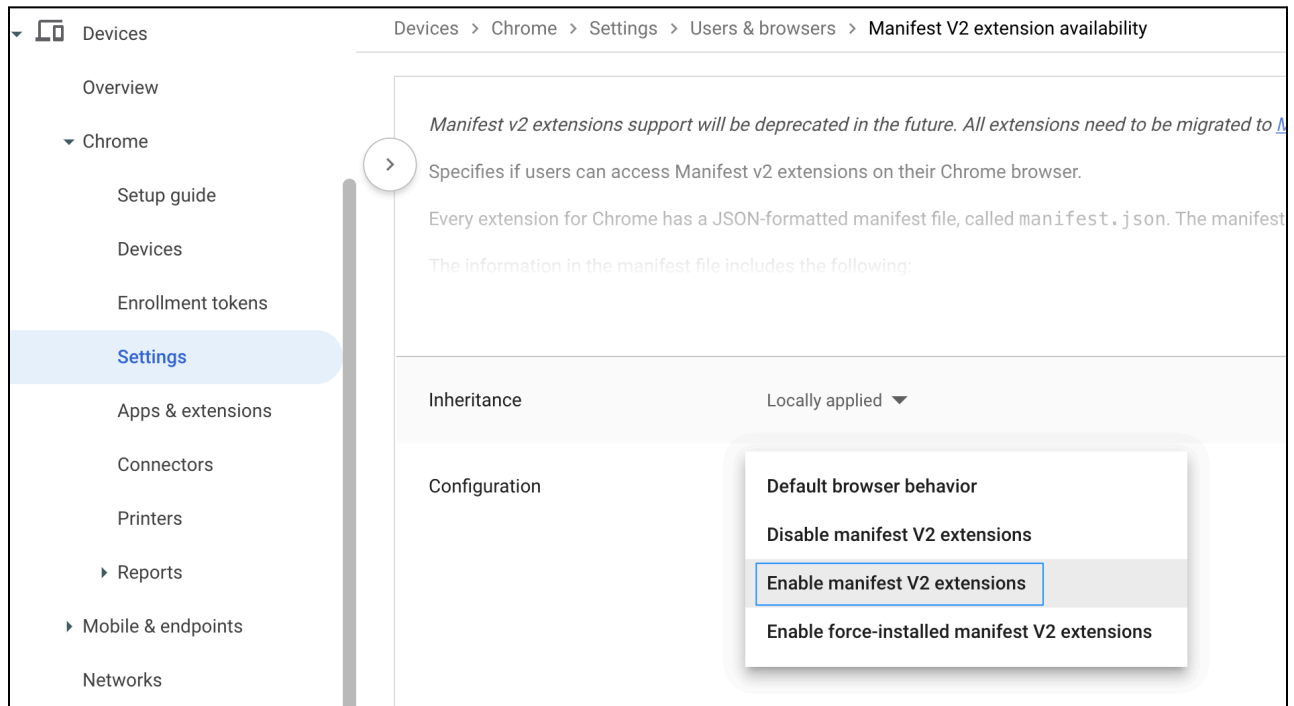 Devices
Overview
Chrome
Setup guide
Devices
Enrollment tokens
Settings
Apps & extensions
Connectors
Printers
Reports
Mobile & endpoints
Networks
Devices > Chrome > Settings > Users & browsers > Manifest V2 extension availability
Manifest v2 extensions support will be deprecated in the future. All extensions need to be migrated to
Specifies if users can access Manifest v2 extensions on their Chrome browser.
Every extension for Chrome has a JSON-formatted manifest file, called manifest.json. The manifest
The information in the manifest file includes the following:
Inheritance
Locally applied
Configuration
Default browser behavior
Disable manifest V2 extensions
Enable manifest V2 extensions
Enable force-installed manifest V2 extensions